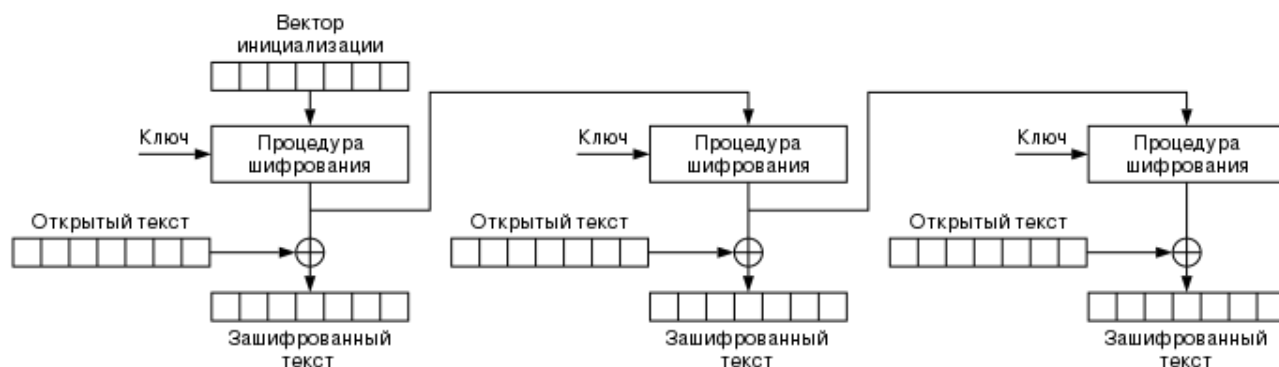 Вектор
инициализации
Ключ
Процедура
шифрования
Ключ
Процедура
шифрования
Ключ
Процедура
шифрования
Открытый текст
Открытый текст
Открытый текст
Зашифрованный
текст
Зашифрованный
текст
Зашифрованный
текст